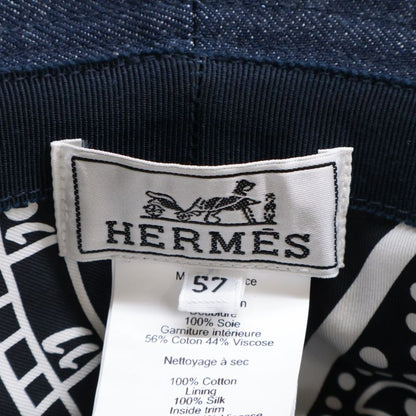 HERMÈS
57
100% Soie
Garniture intérieure
56% Coton 44% Viscose
Nettoyage à sec
100% Cotton
Lining
100% Silk
Inside trim